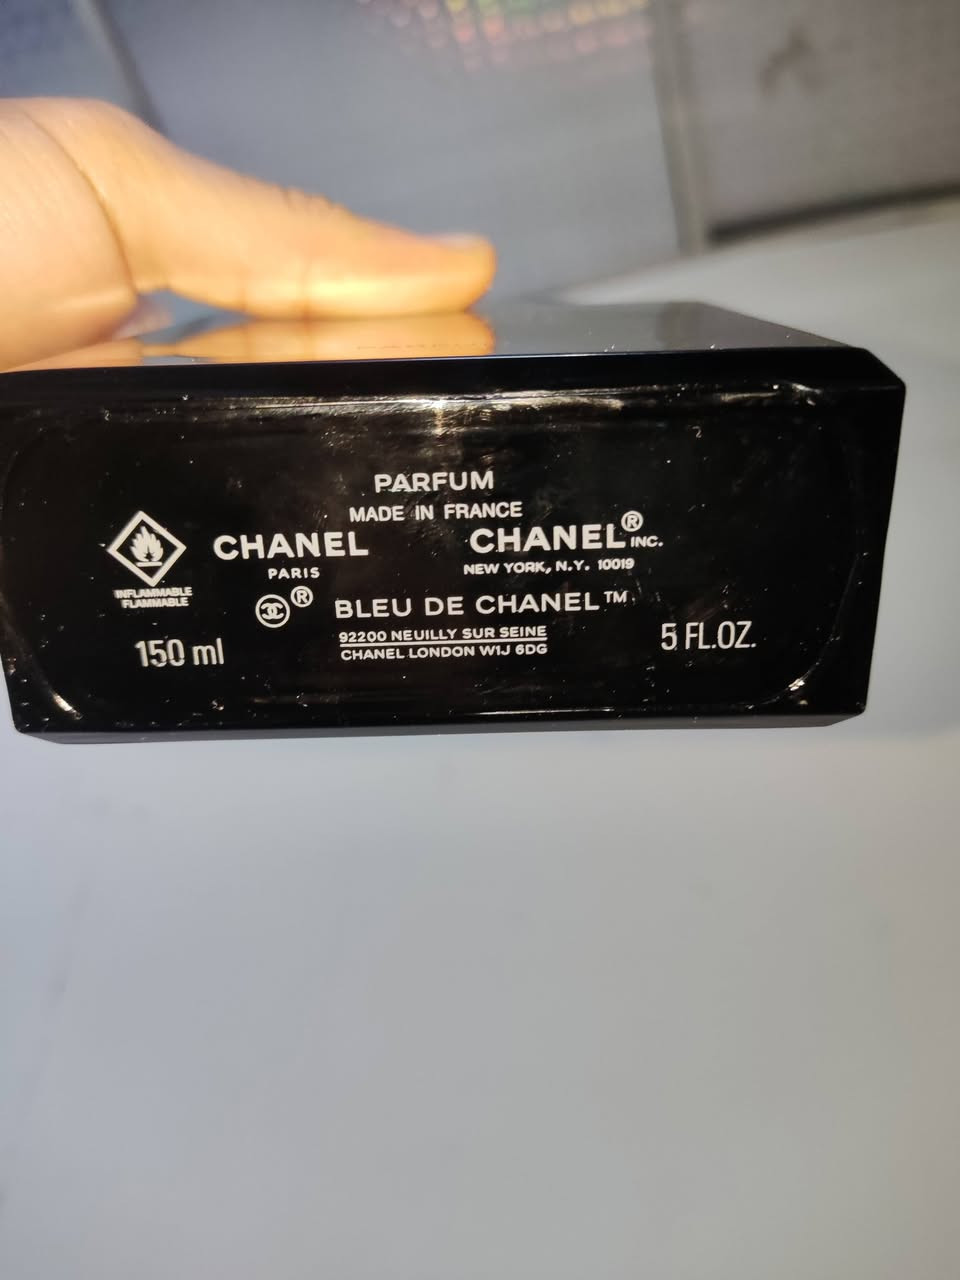 PARFUM
MADE IN FRANCE
CHANEL
PARIS
CHANEL® INC.
NEW YORK, N.Y. 10019
INFLAMMABLE
FLAMMABLE
® BLEU DE CHANEL™
92200 NEUILLY SUR SEINE
CHANEL LONDON W1J 6DG
150 ml
5 FL.OZ.